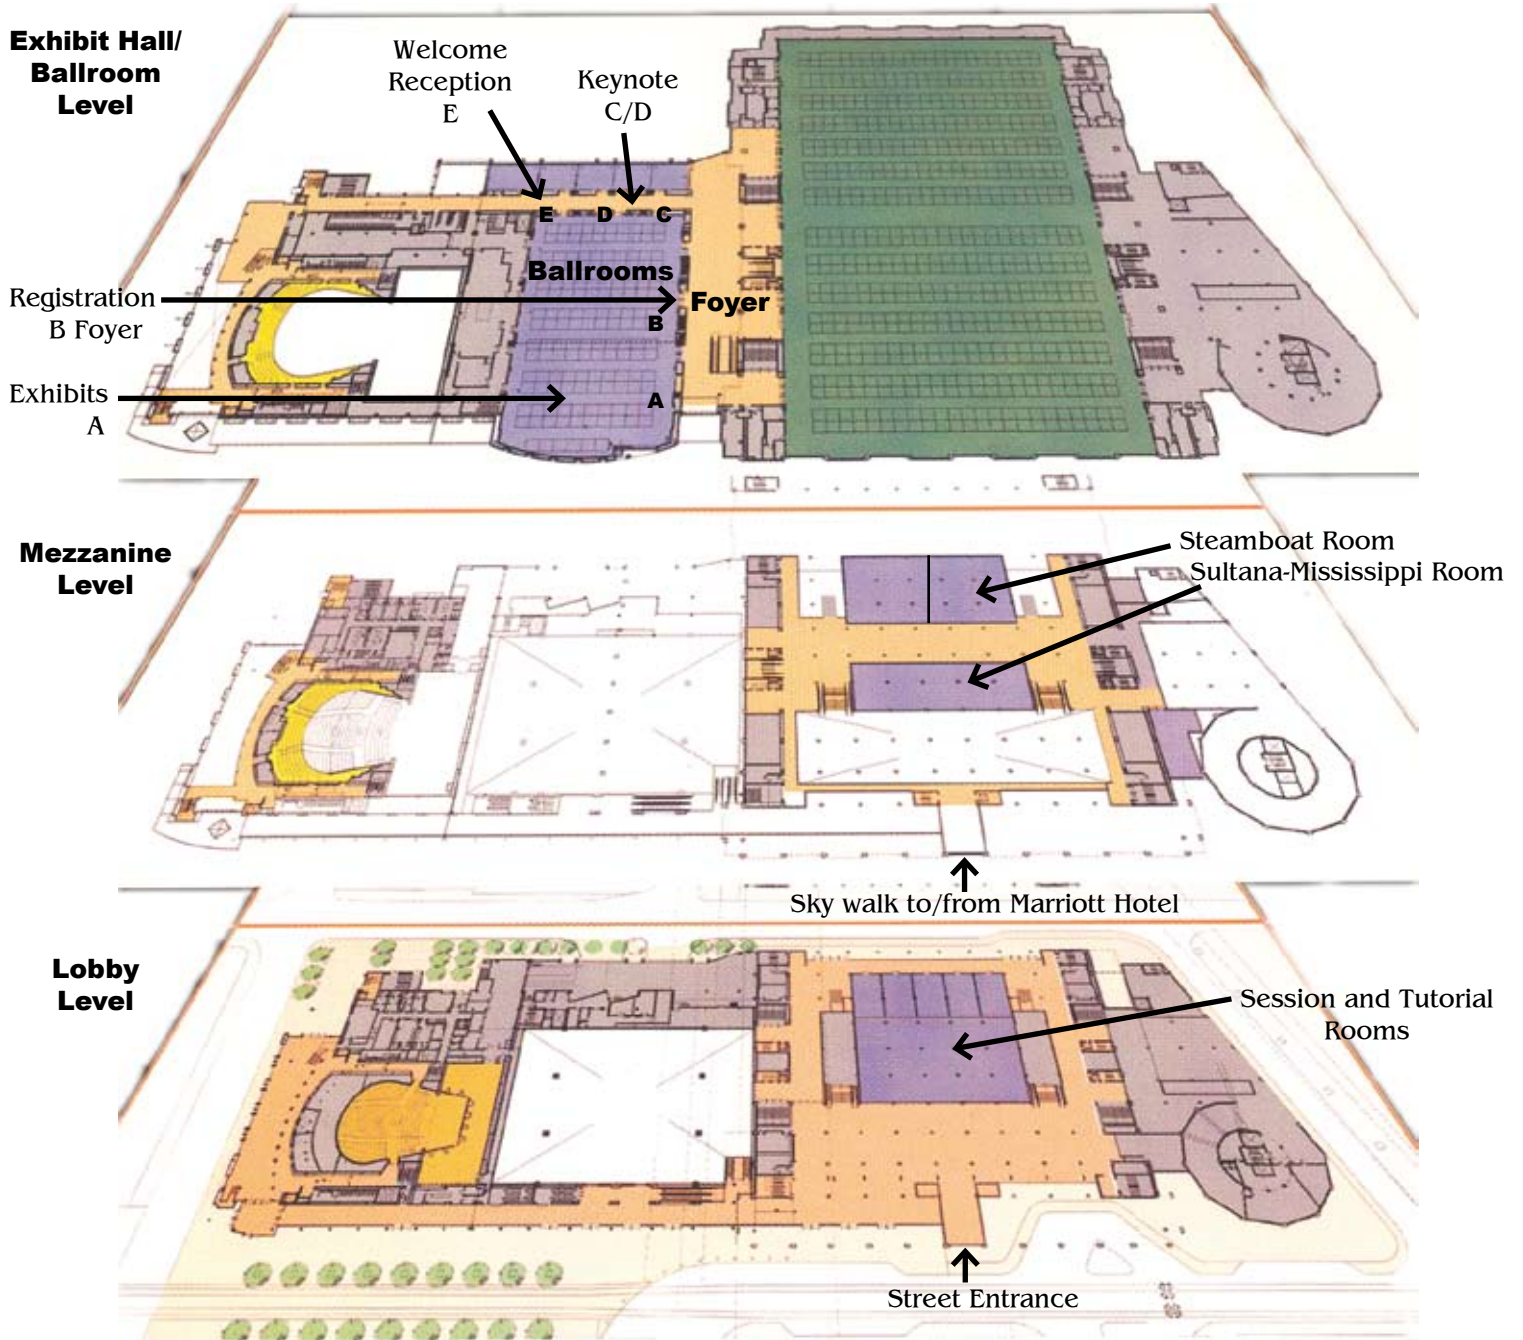 Exhibit Hall/
Ballroom
Level
Welcome
Reception
E
Keynote
C/D
E
D
C
Ballrooms
Registration
B Foyer
Foyer
B
Exhibits
A
A
Mezzanine
Level
Steamboat Room
Sultana-Mississippi Room
Sky walk to/from Marriott Hotel
Lobby
Level
Session and Tutorial
Rooms
Street Entrance